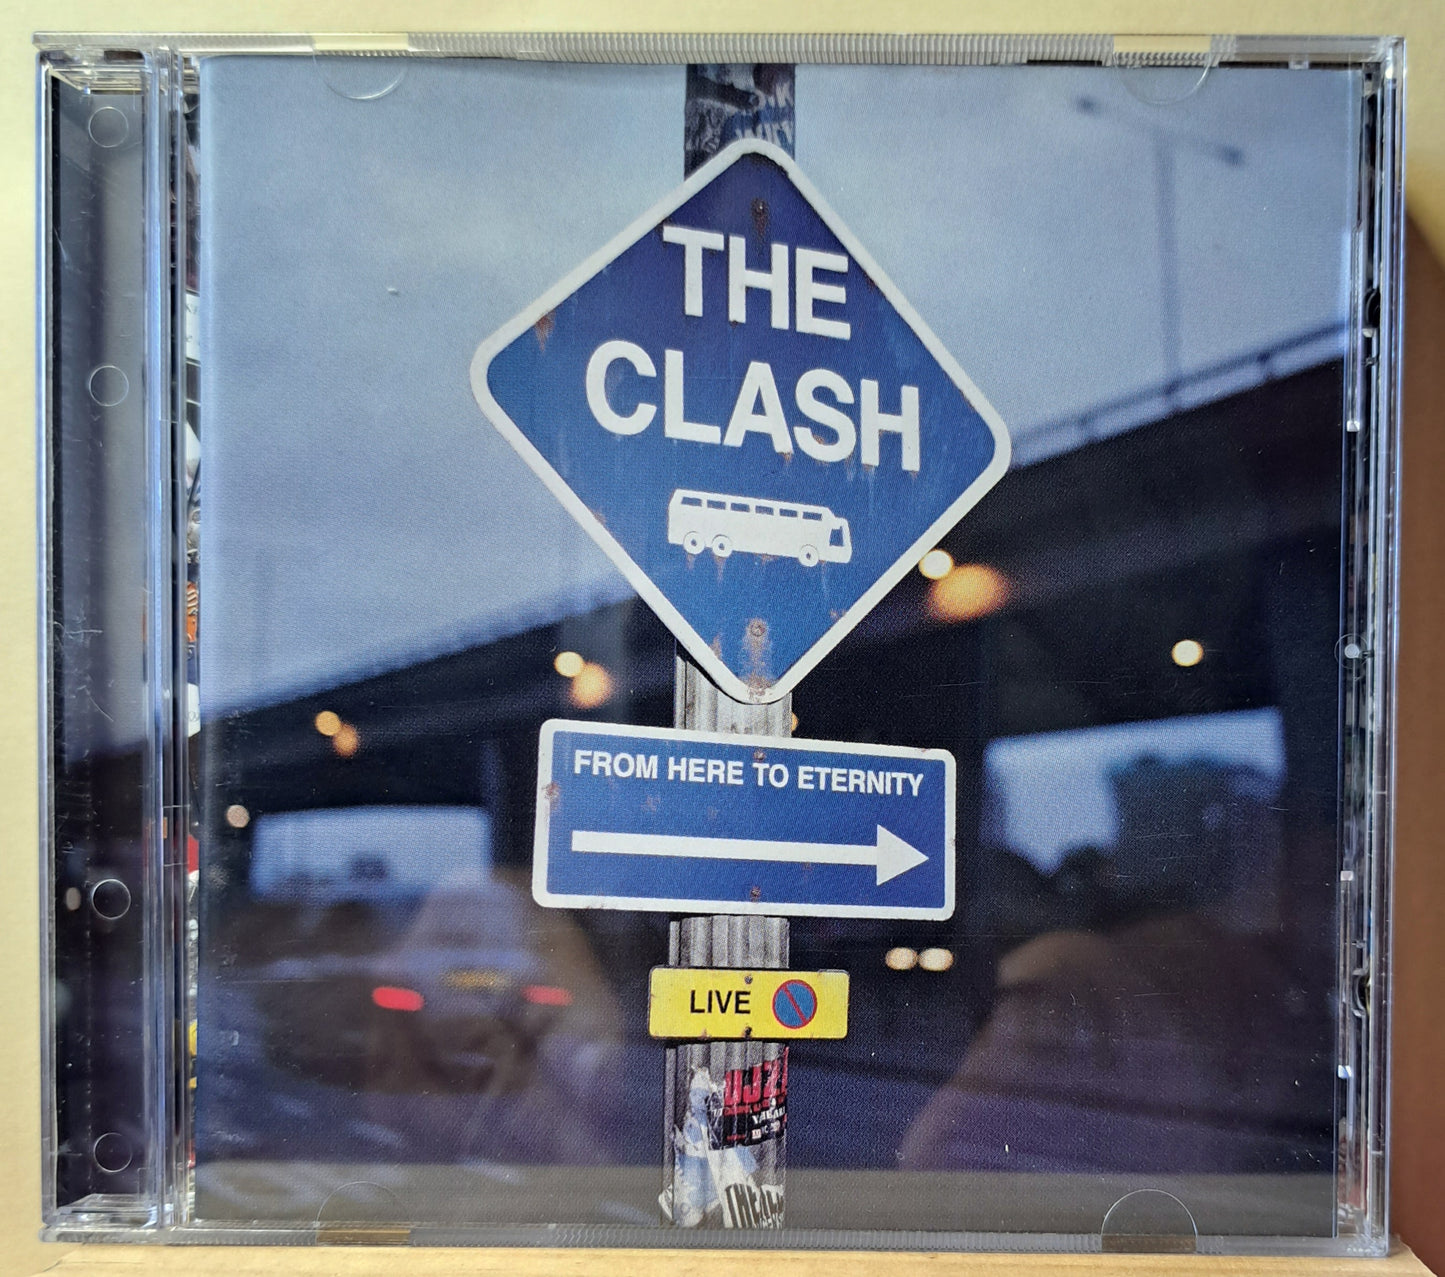 THE
CLASH
FROM HERE TO ETERNITY
LIVE